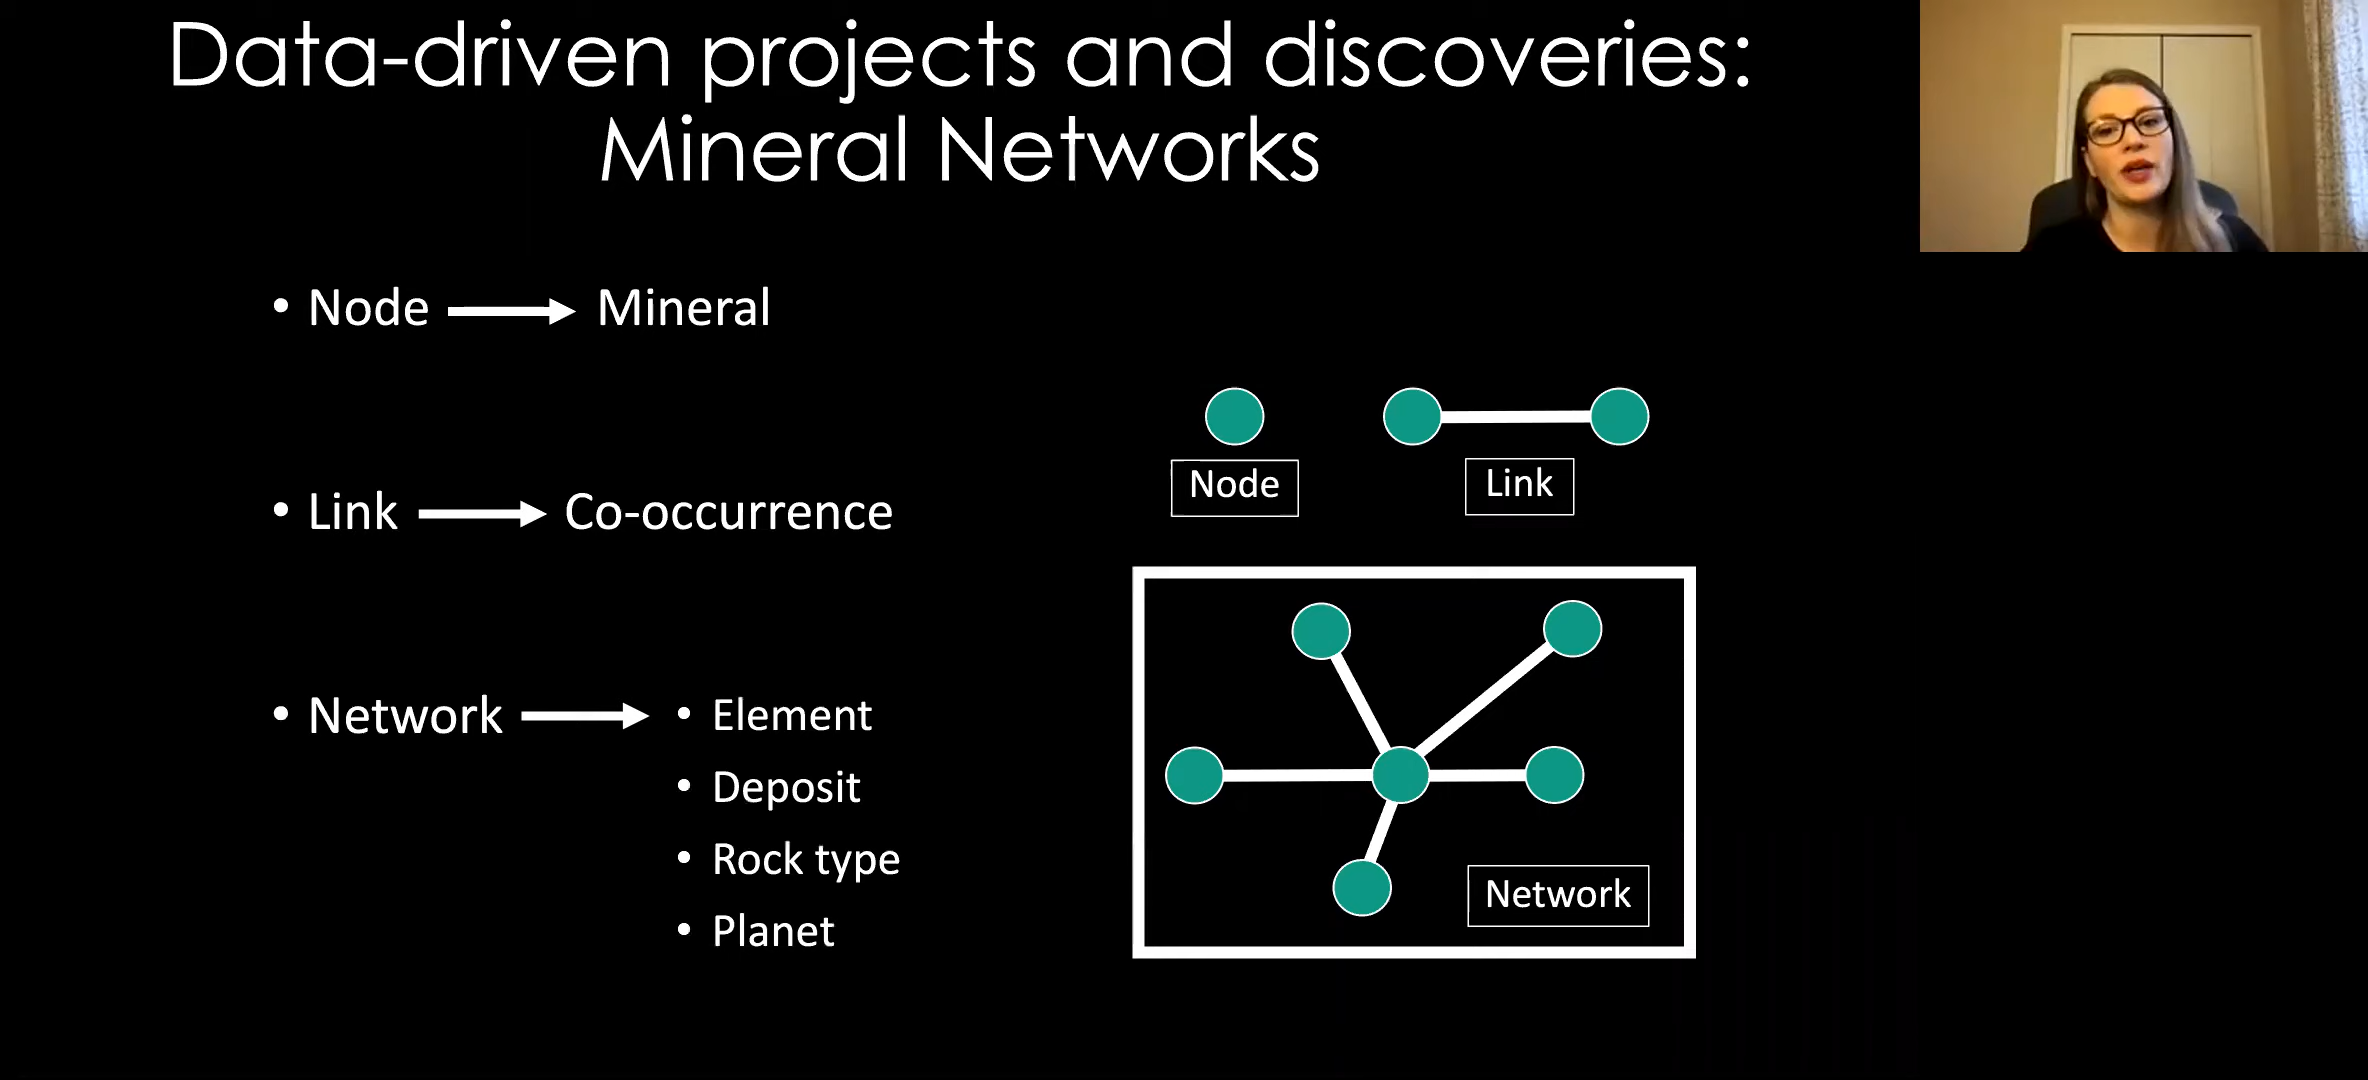 Data-driven projects and discoveries:
Mineral Networks
• Node → Mineral
• Link → Co-occurrence
• Network → • Element
• Deposit
• Rock type
• Planet
Node
Link
Network